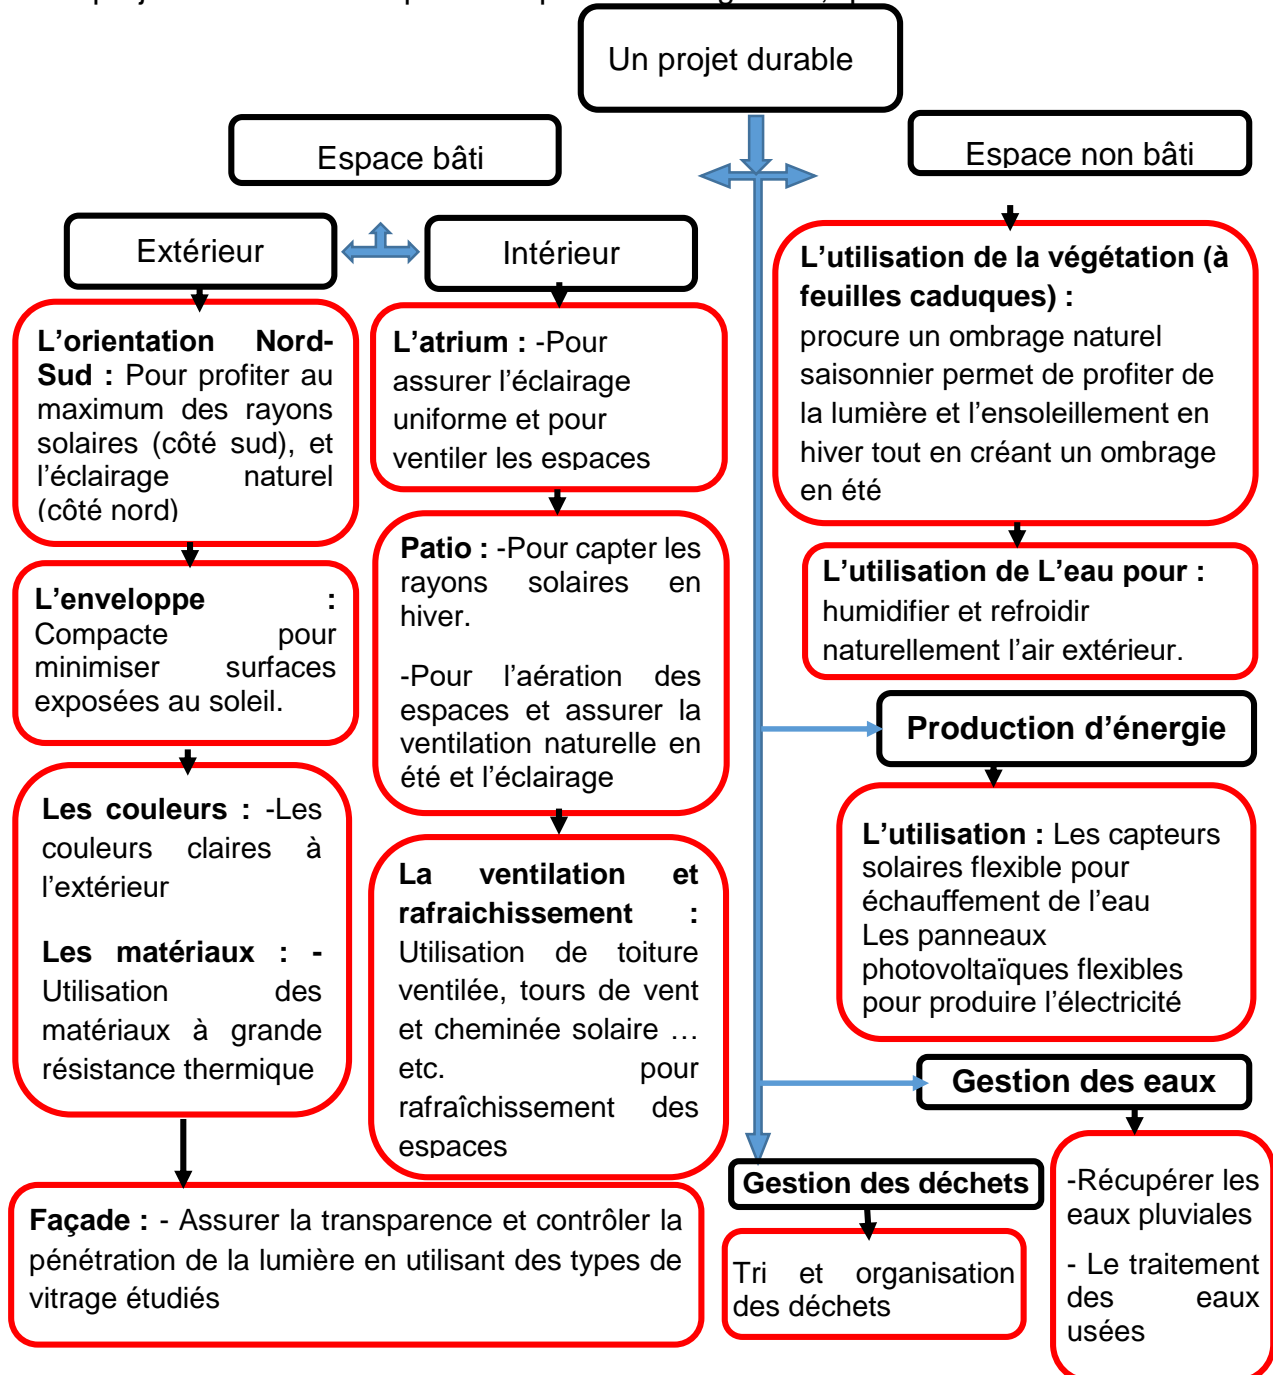 Un projet durable
Espace bâti
Espace non bâti
Extérieur
Intérieur
L’orientation Nord-
Sud : Pour profiter au
maximum des rayons
solaires (côté sud), et
l’éclairage naturel
(côté nord)
L’enveloppe :
Compacte pour
minimiser surfaces
exposées au soleil.
Les couleurs : -Les
couleurs claires à
l’extérieur
Les matériaux : -
Utilisation des
matériaux à grande
résistance thermique
Façade : - Assurer la transparence et contrôler la
pénétration de la lumière en utilisant des types de
vitrage étudiés
L’atrium : -Pour
assurer l’éclairage
uniforme et pour
ventiler les espaces
Patio : -Pour capter les
rayons solaires en
hiver.
-Pour l’aération des
espaces et assurer la
ventilation naturelle en
été et l’éclairage
La ventilation et
rafraichissement :
Utilisation de toiture
ventilée, tours de vent
et cheminée solaire …
etc. pour
rafraîchissement des
espaces
L’utilisation de la végétation (à
feuilles caduques) :
procure un ombrage naturel
saisonnier permet de profiter de
la lumière et l’ensoleillement en
hiver tout en créant un ombrage
en été
L’utilisation de L’eau pour :
humidifier et refroidir
naturellement l’air extérieur.
Production d’énergie
L’utilisation : Les capteurs
solaires flexible pour
échauffement de l’eau
Les panneaux
photovoltaïques flexibles
pour produire l’électricité
Gestion des eaux
-Récupérer les
eaux pluviales
- Le traitement
des eaux
usées
Gestion des déchets
Tri et organisation
des déchets